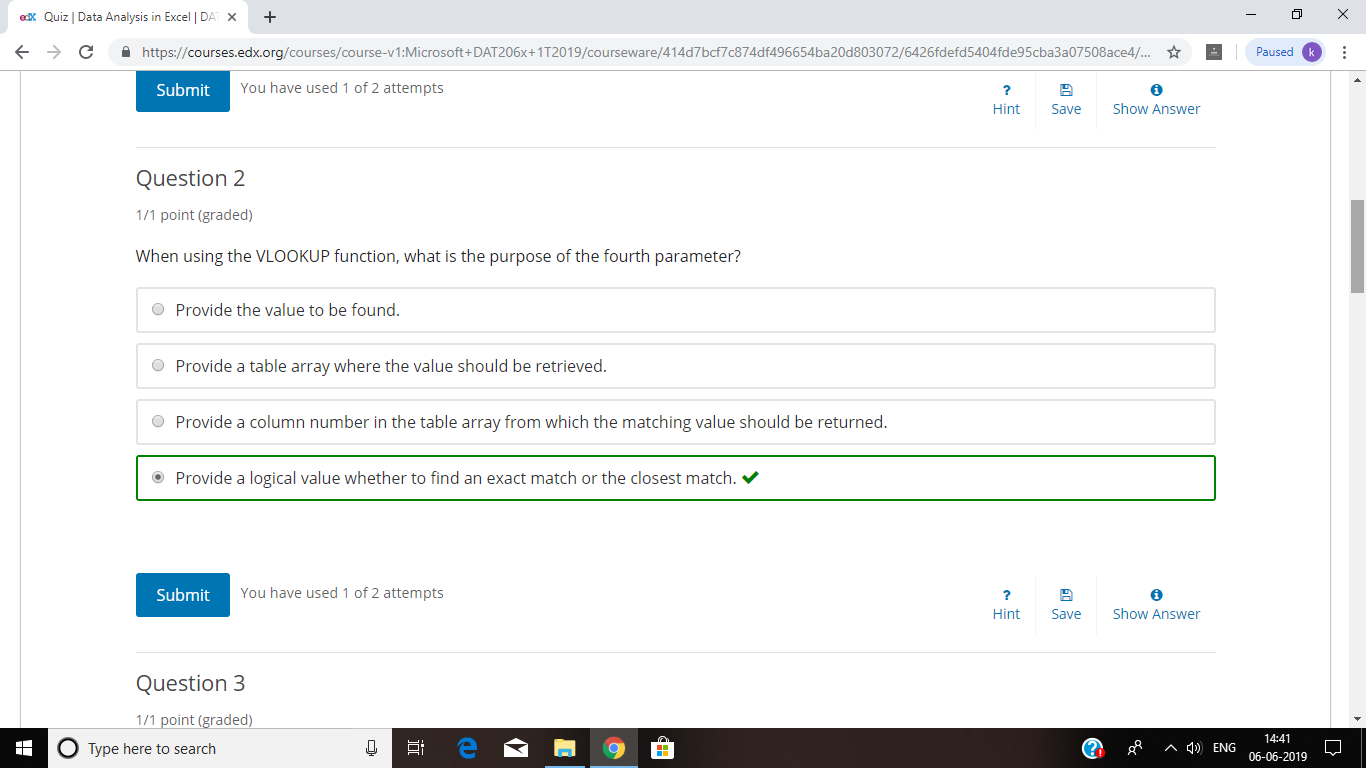 edX Quiz | Data Analysis in Excel | DAT
https://courses.edx.org/courses/course-v1:Microsoft+DAT206x+1T2019/courseware/414d7bcf7c874df496654ba20d803072/6426fdefd5404fde95cba3a07508ace4/...
Paused k
Submit You have used 1 of 2 attempts
? Hint Save Show Answer
Question 2
1/1 point (graded)
When using the VLOOKUP function, what is the purpose of the fourth parameter?
Provide the value to be found.
Provide a table array where the value should be retrieved.
Provide a column number in the table array from which the matching value should be returned.
Provide a logical value whether to find an exact match or the closest match.
Submit You have used 1 of 2 attempts
? Hint Save Show Answer
Question 3
1/1 point (graded)
Type here to search
ENG
14:41
06-06-2019